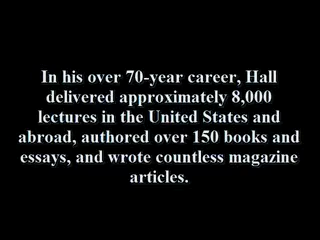 In his over 70-year career, Hall
delivered approximately 8,000
lectures in the United States and
abroad, authored over 150 books and
essays, and wrote countless magazine
articles.